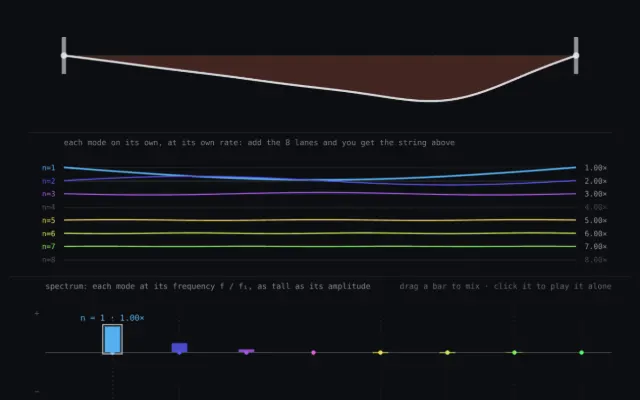 each mode on its own, at its own rate: add the 8 lanes and you get the string above
n=1 1.00×
n=2 2.00×
n=3 3.00×
n=4 4.00×
n=5 5.00×
n=6 6.00×
n=7 7.00×
n=8 8.00×
spectrum: each mode at its frequency f / f₁, as tall as its amplitude drag a bar to mix · click it to play it alone
+
n = 1 · 1.00×
−